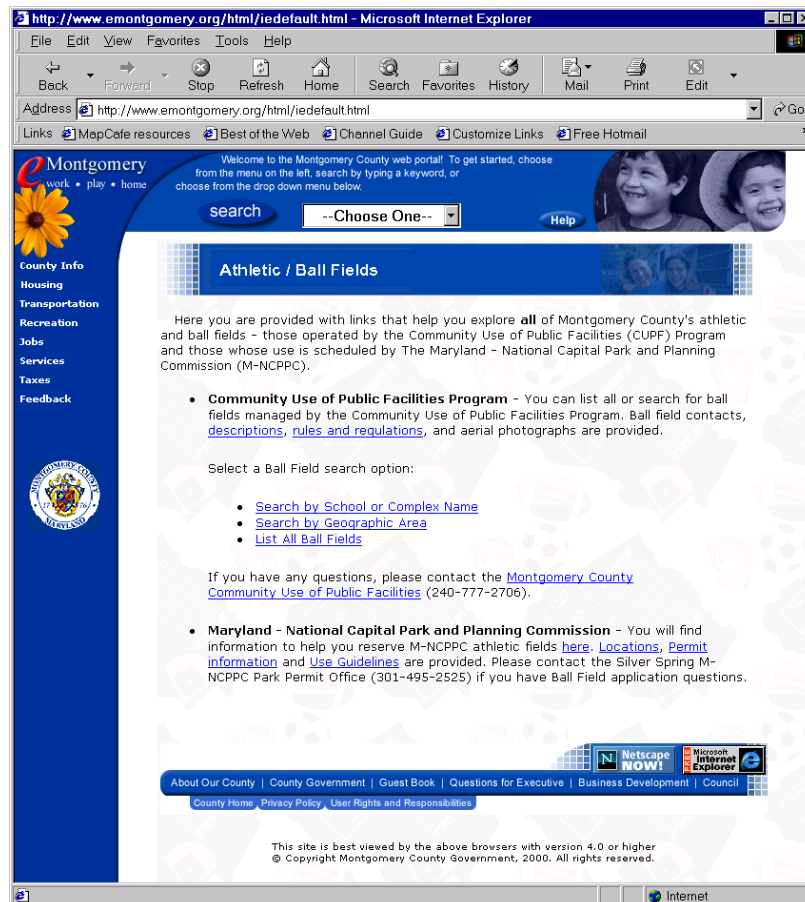 http://www.emontgomery.org/html/iedefault.html - Microsoft Internet Explorer
File Edit View Favorites Tools Help
Back Forward Stop Refresh Home Search Favorites History Mail Print Edit
Address http://www.emontgomery.org/html/iedefault.html Go
Links MapCafe resources Best of the Web Channel Guide Customize Links Free Hotmail
eMontgomery
work • play • home
Welcome to the Montgomery County web portal! To get started, choose
from the menu on the left, search by typing a keyword, or
choose from the drop down menu below.
search --Choose One-- Help
County Info
Housing
Transportation
Recreation
Jobs
Services
Taxes
Feedback
MONTGOMERY COUNTY
17 76
MARYLAND
Athletic / Ball Fields
Here you are provided with links that help you explore all of Montgomery County's athletic
and ball fields - those operated by the Community Use of Public Facilities (CUPF) Program
and those whose use is scheduled by The Maryland - National Capital Park and Planning
Commission (M-NCPPC).
• Community Use of Public Facilities Program - You can list all or search for ball
fields managed by the Community Use of Public Facilities Program. Ball field contacts,
descriptions, rules and regulations, and aerial photographs are provided.
Select a Ball Field search option:
• Search by School or Complex Name
• Search by Geographic Area
• List All Ball Fields
If you have any questions, please contact the Montgomery County
Community Use of Public Facilities (240-777-2706).
• Maryland - National Capital Park and Planning Commission - You will find
information to help you reserve M-NCPPC athletic fields here. Locations, Permit
information and Use Guidelines are provided. Please contact the Silver Spring M-
NCPPC Park Permit Office (301-495-2525) if you have Ball Field application questions.
N Netscape NOW!
FREE Microsoft Internet Explorer
About Our County | County Government | Guest Book | Questions for Executive | Business Development | Council
County Home Privacy Policy User Rights and Responsibilities
This site is best viewed by the above browsers with version 4.0 or higher
© Copyright Montgomery County Government, 2000. All rights reserved.
Internet